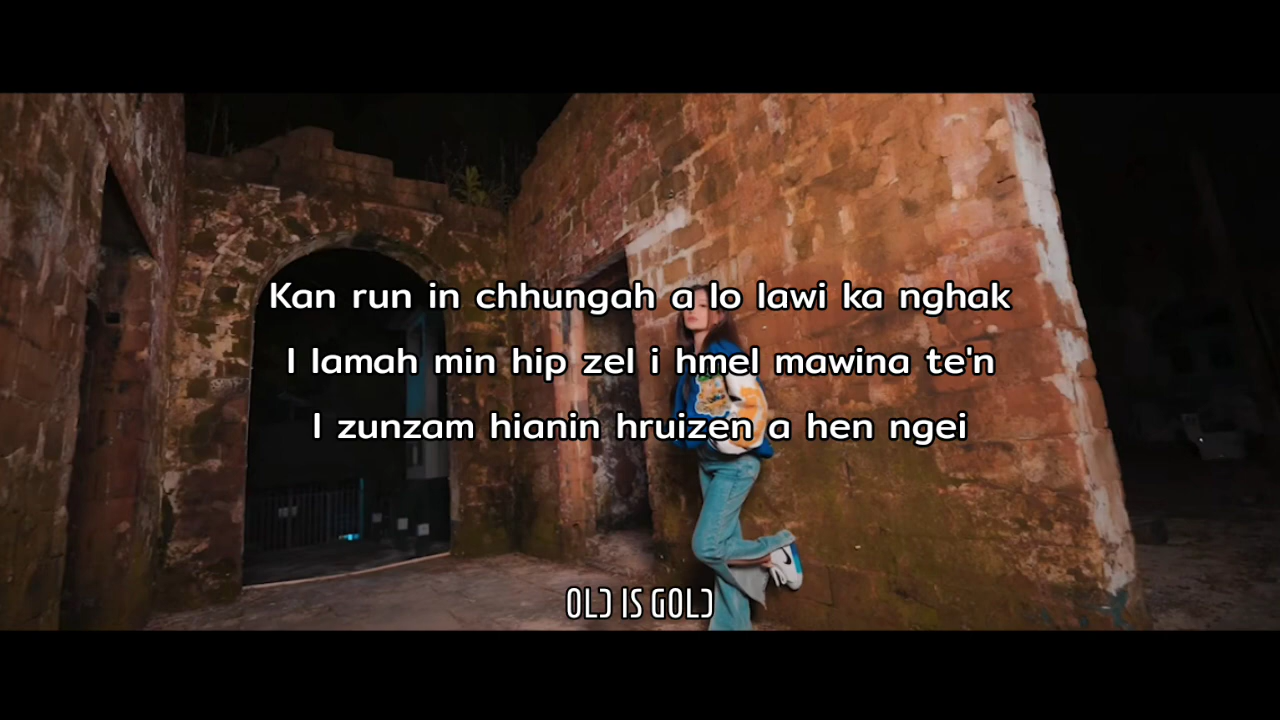 Kan run in chhungah a lo lawi ka nghak
I lamah min hip zel i hmel mawina te'n
I zunzam hianin hruizen a hen ngei
OLD IS GOLD